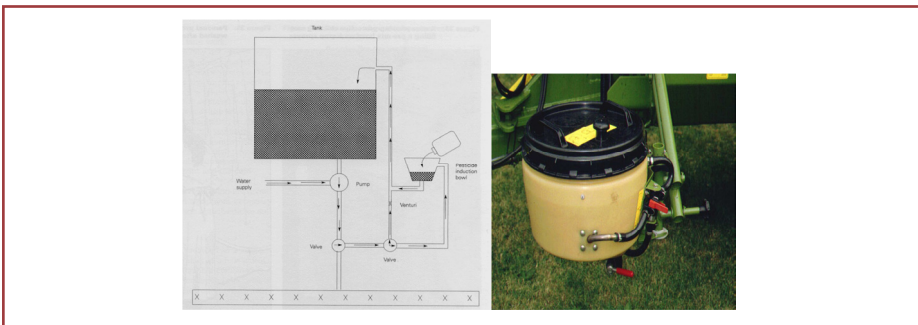 Tank
Pesticide
induction
bowl
Water
supply
Pump
Venturi
Valve
Valve
X X X X X X X X X X X